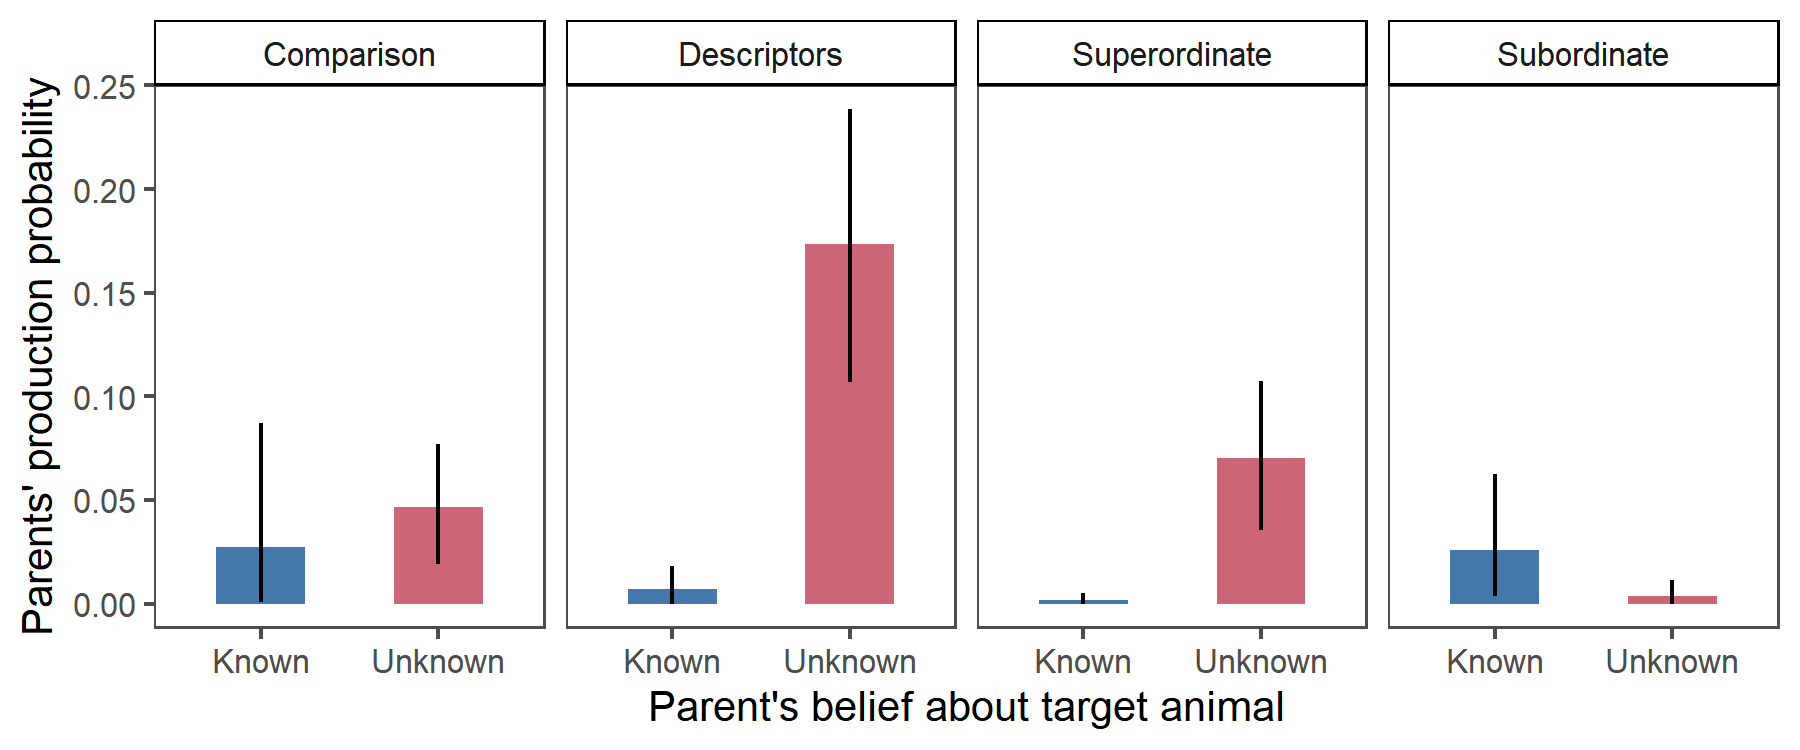 Comparison Descriptors Superordinate Subordinate
Parents' production probability
0.25
0.20
0.15
0.10
0.05
0.00
Known Unknown Known Unknown Known Unknown Known Unknown
Parent's belief about target animal